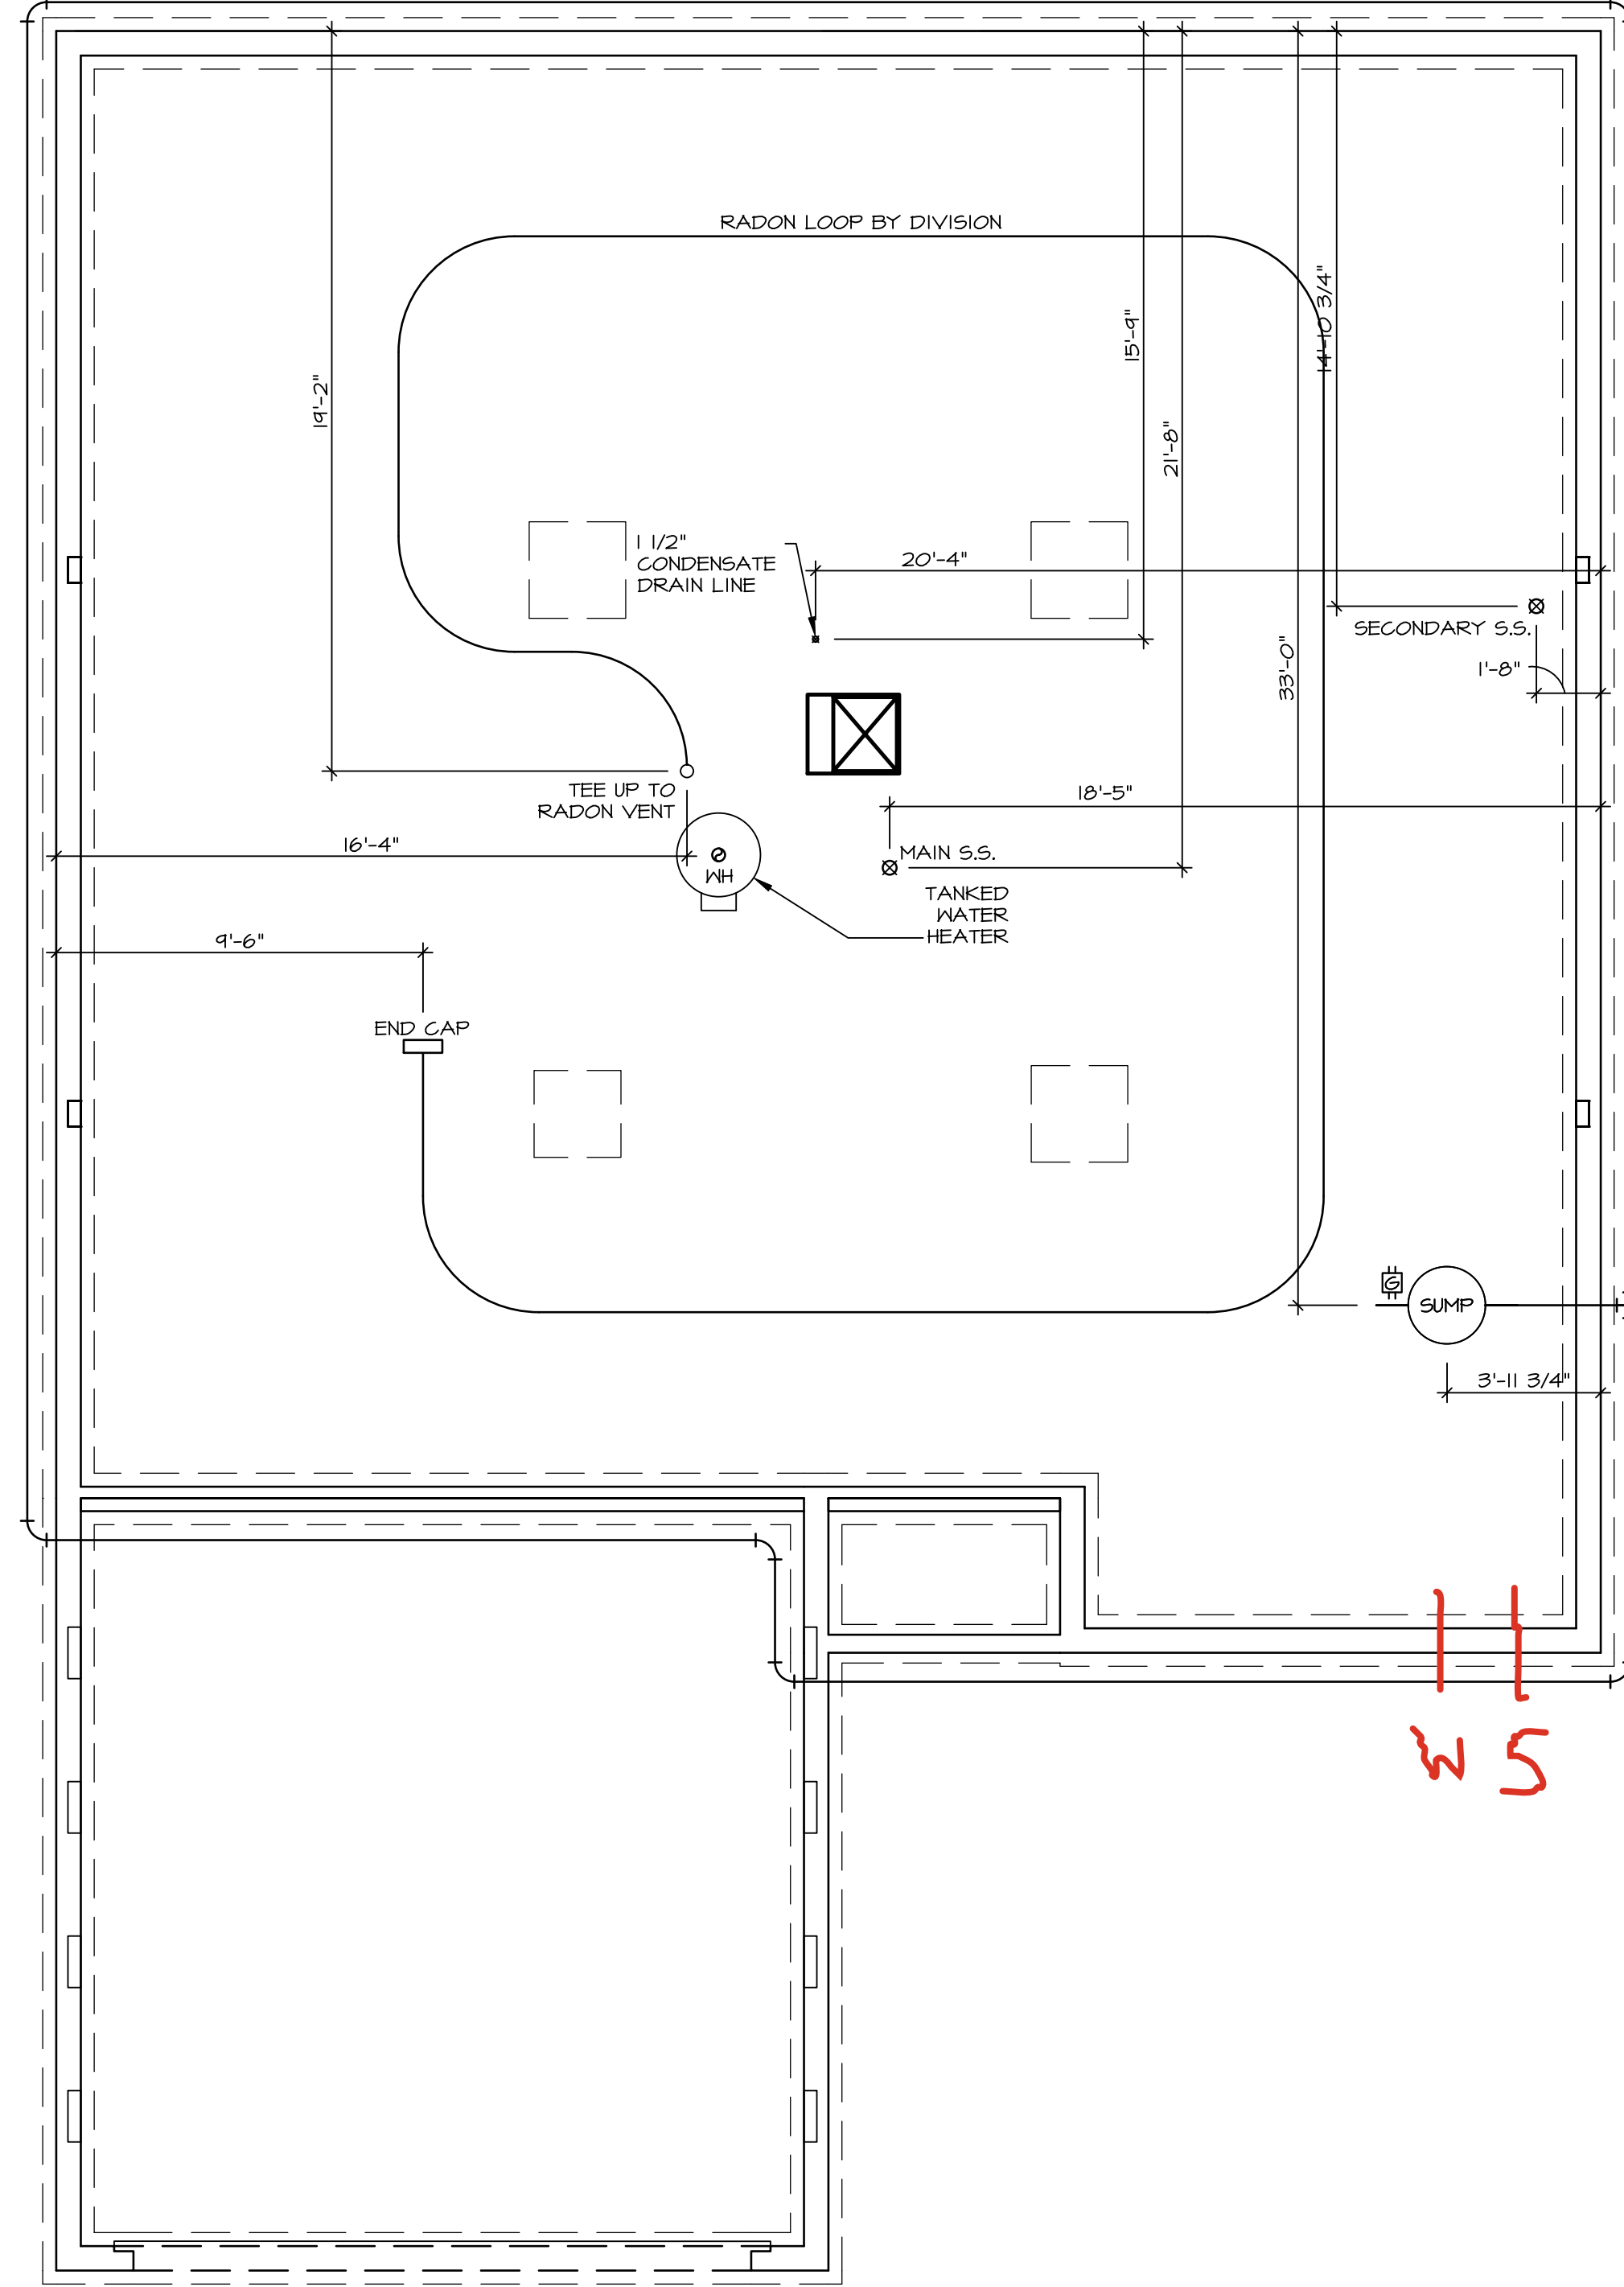 RADON LOOP BY DIVISION
14'-10 3/4"
15'-9"
19'-2"
21'-8"
1 1/2"
CONDENSATE
DRAIN LINE
20'-4"
SECONDARY S.S.
33'-0"
1'-8"
TEE UP TO
RADON VENT
18'-5"
16'-4"
MAIN S.S.
WH
TANKED
WATER
HEATER
9'-6"
END CAP
G
SUMP
3'-11 3/4"
W 5